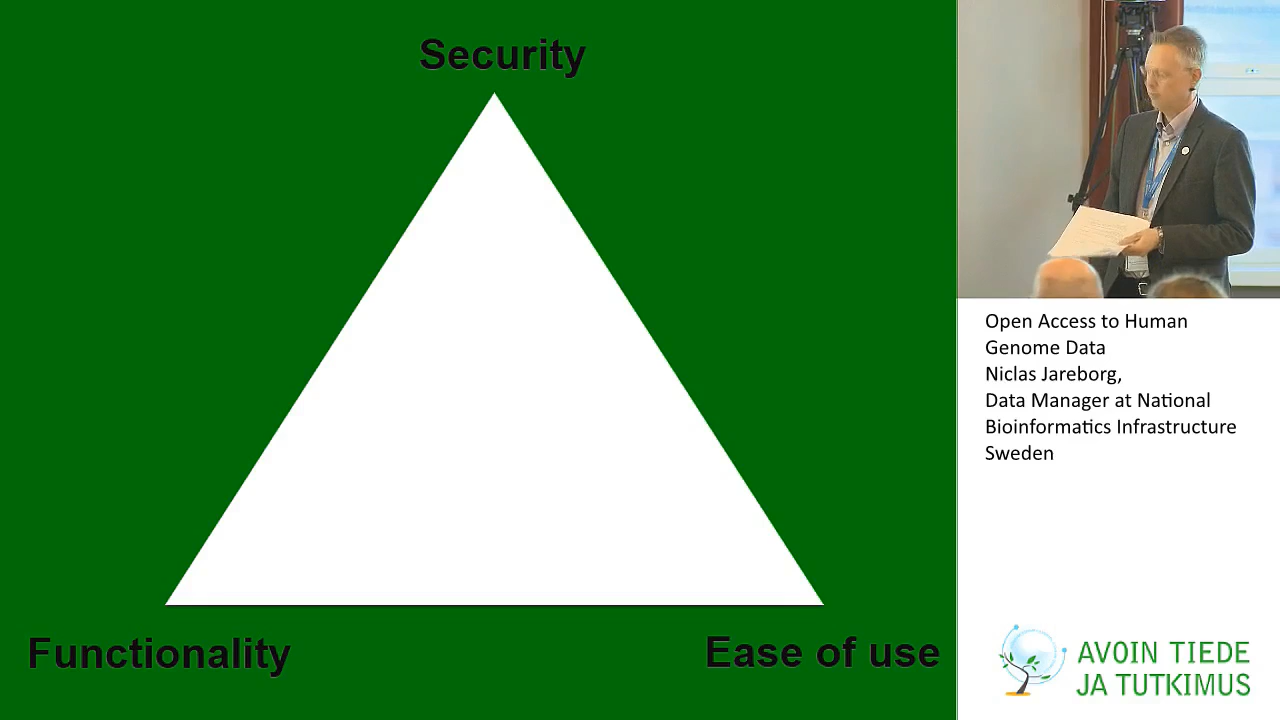 Security
Functionality
Ease of use
Open Access to Human
Genome Data
Niclas Jareborg,
Data Manager at National
Bioinformatics Infrastructure
Sweden
AVOIN TIEDE
JA TUTKIMUS